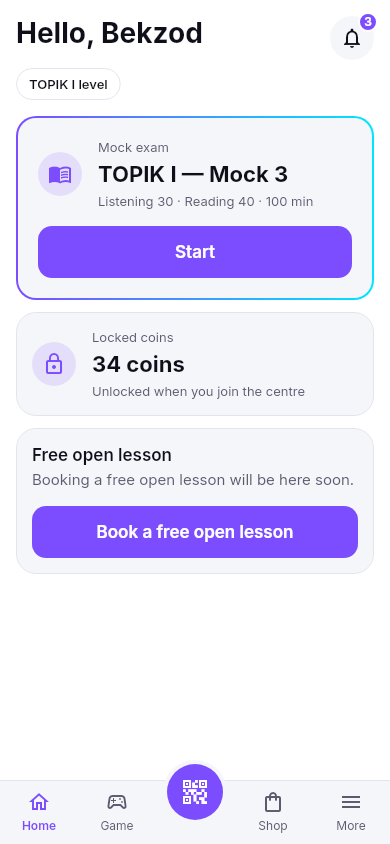 Hello, Bekzod
3
TOPIK I level
Mock exam
TOPIK I — Mock 3
Listening 30 · Reading 40 · 100 min
Start
Locked coins
34 coins
Unlocked when you join the centre
Free open lesson
Booking a free open lesson will be here soon.
Book a free open lesson
Home
Game
Shop
More